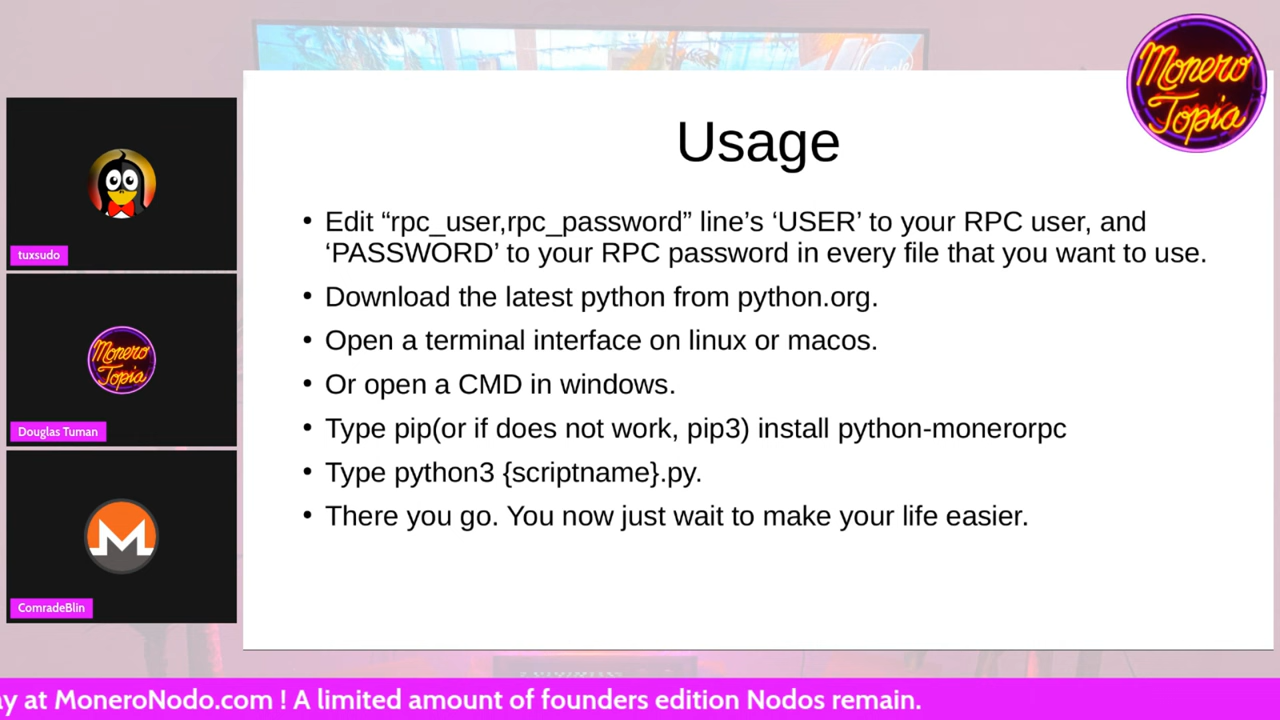 Monero
Topia
Usage
• Edit “rpc_user,rpc_password” line’s ‘USER’ to your RPC user, and
‘PASSWORD’ to your RPC password in every file that you want to use.
• Download the latest python from python.org.
• Open a terminal interface on linux or macos.
• Or open a CMD in windows.
• Type pip(or if does not work, pip3) install python-monerorpc
• Type python3 {scriptname}.py.
• There you go. You now just wait to make your life easier.
tuxsudo
Monero
Topia
Douglas Tuman
ComradeBlin
at MoneroNodo.com ! A limited amount of founders edition Nodos remain.